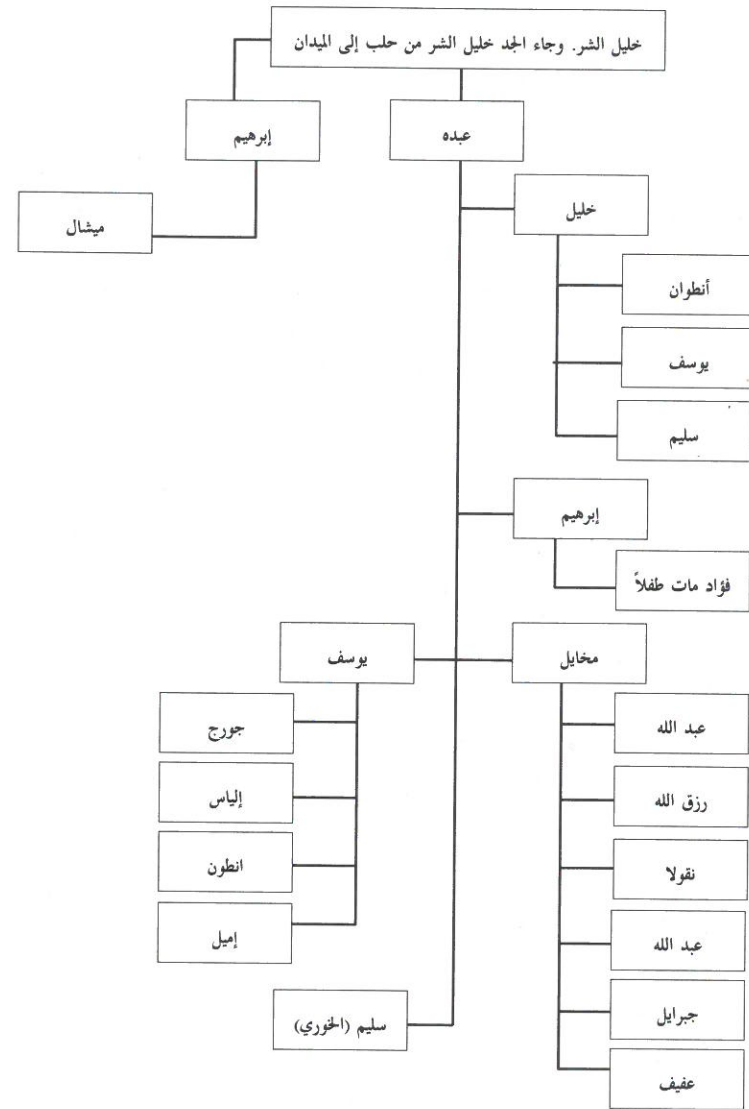 خليل الشر. وجاء الجد خليل الشر من حلب إلى الميدان
عبده
إبرهيم
ميشال
خليل
أنطوان
يوسف
سليم
إبرهيم
فؤاد مات طفلاً
مخايل
يوسف
عبد الله
جورج
رزق الله
إلياس
نقولا
انطون
عبد الله
إميل
جبرايل
سليم (الخوري)
عفيف